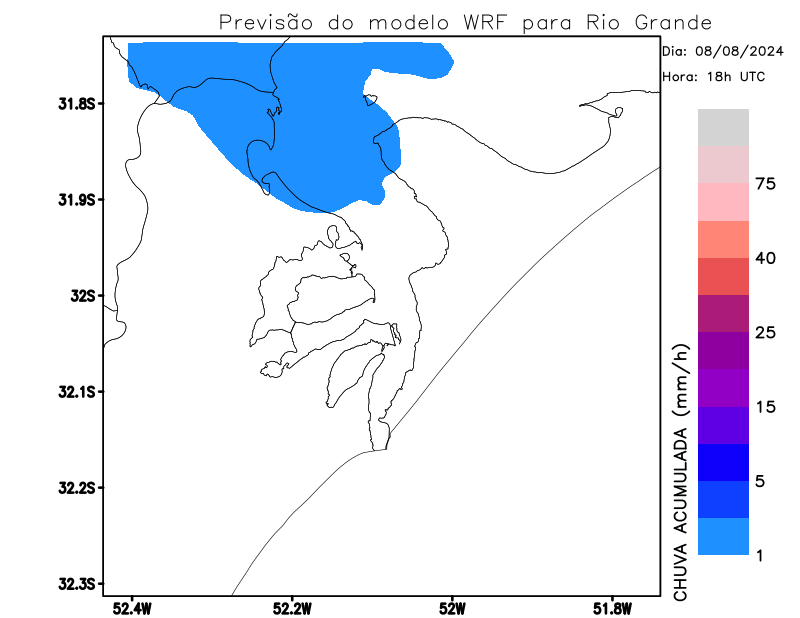 Previsão do modelo WRF para Rio Grande
Dia: 08/08/2024
Hora: 18h UTC
31.8S
31.9S
32S
32.1S
32.2S
32.3S
52.4W
52.2W
52W
51.8W
75
40
25
15
5
1
CHUVA ACUMULADA (mm/h)